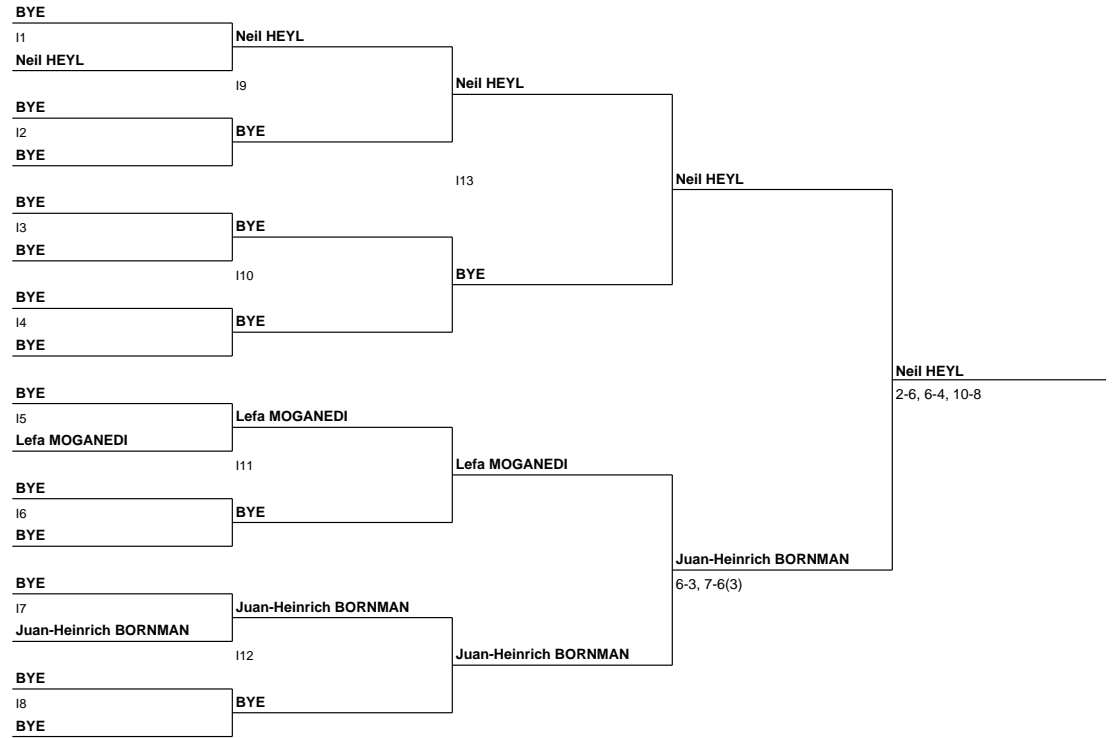 BYE
I1
Neil HEYL
Neil HEYL
I9
Neil HEYL
BYE
I2
BYE
BYE
I13
Neil HEYL
BYE
I3
BYE
BYE
I10
BYE
BYE
I4
BYE
BYE
Neil HEYL
2-6, 6-4, 10-8
BYE
I5
Lefa MOGANEDI
Lefa MOGANEDI
I11
Lefa MOGANEDI
BYE
I6
BYE
BYE
Juan-Heinrich BORNMAN
6-3, 7-6(3)
BYE
I7
Juan-Heinrich BORNMAN
Juan-Heinrich BORNMAN
I12
Juan-Heinrich BORNMAN
BYE
I8
BYE
BYE